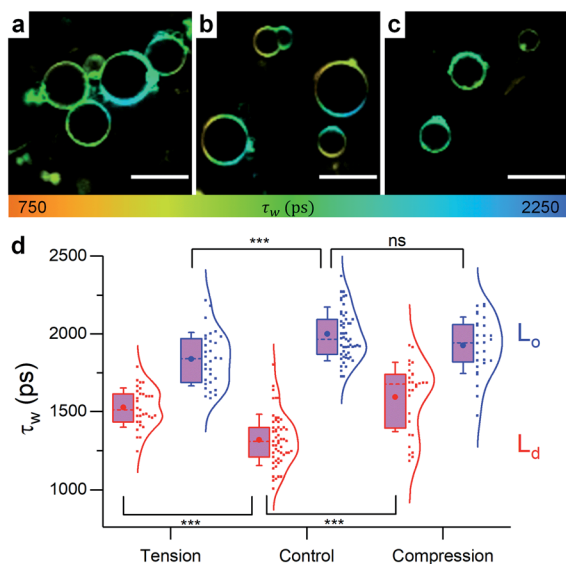 a b c
750 τw (ps) 2250
d
2500
2000
1500
1000
τw (ps)
*** ns
Lo
Ld
*** ***
Tension Control Compression